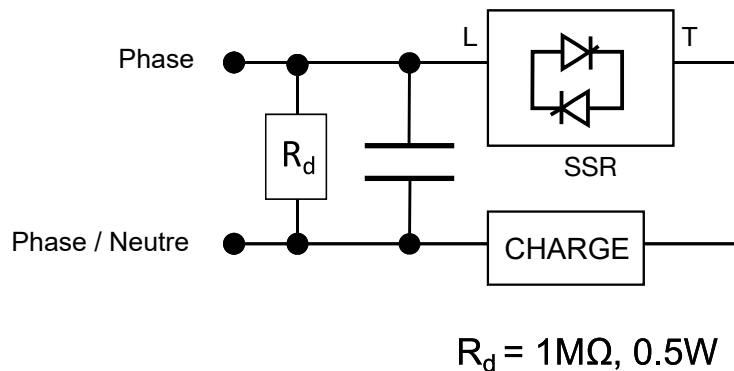 L
T
Phase
R_d
SSR
Phase / Neutre
CHARGE
R_d = 1MΩ, 0.5W